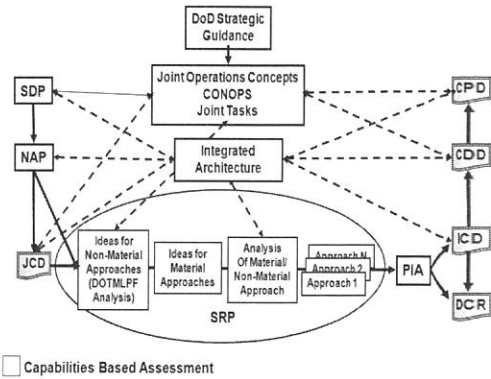 DoD Strategic
Guidance
Joint Operations Concepts
CONOPS
Joint Tasks
SDP
CPD
NAP
Integrated
Architecture
CDD
JCD
Ideas for
Non-Material
Approaches
(DOTMLPF
Analysis)
Ideas for
Material
Approaches
Analysis
Of Material/
Non-Material
Approach
Approach N
Approach 2
Approach 1
PIA
ICD
DCR
SRP
Capabilities Based Assessment